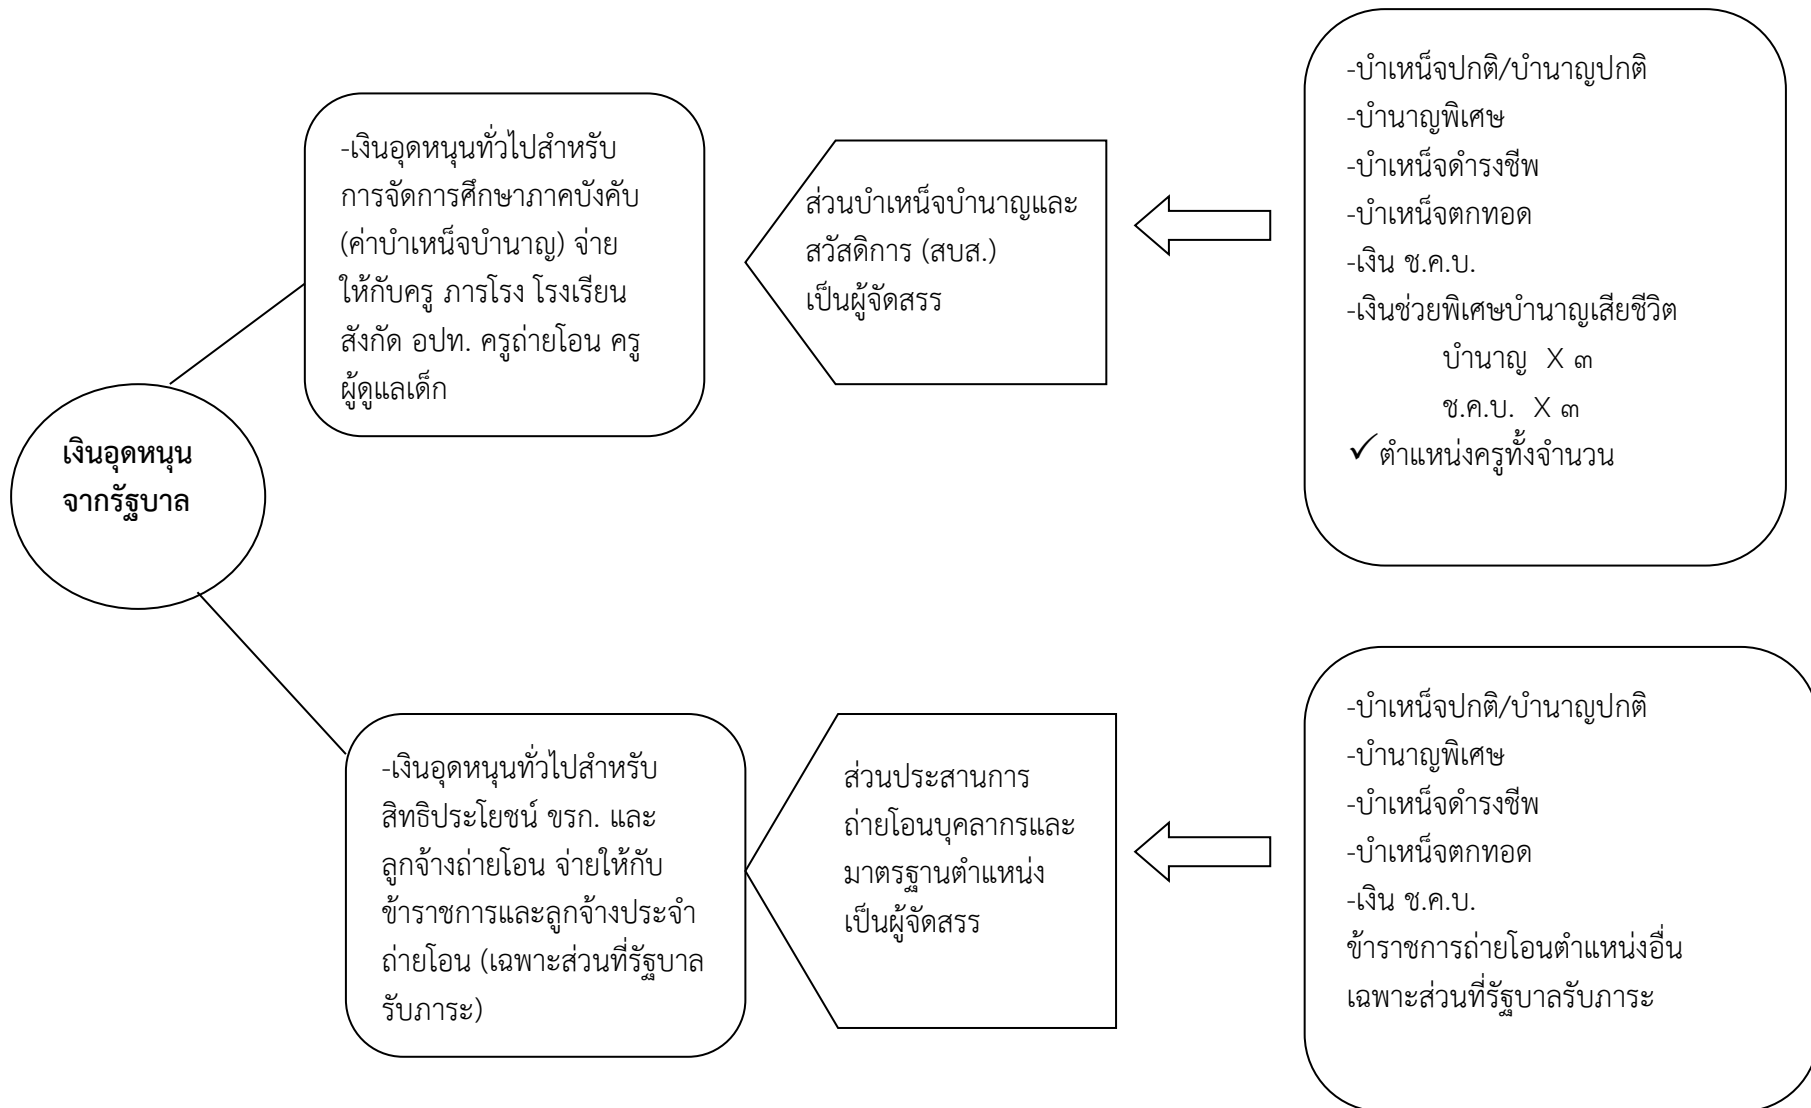 เงินอุดหนุน
จากรัฐบาล
-เงินอุดหนุนทั่วไปสำหรับ
การจัดการศึกษาภาคบังคับ
(ค่าบำเหน็จบำนาญ) จ่าย
ให้กับครู ภารโรง โรงเรียน
สังกัด อปท. ครูถ่ายโอน ครู
ผู้ดูแลเด็ก
ส่วนบำเหน็จบำนาญและ
สวัสดิการ (สบส.)
เป็นผู้จัดสรร
-บำเหน็จปกติ/บำนาญปกติ
-บำนาญพิเศษ
-บำเหน็จดำรงชีพ
-บำเหน็จตกทอด
-เงิน ช.ค.บ.
-เงินช่วยพิเศษบำนาญเสียชีวิต
บำนาญ X ๓
ช.ค.บ. X ๓
✓ตำแหน่งครูทั้งจำนวน
-เงินอุดหนุนทั่วไปสำหรับ
สิทธิประโยชน์ ขรก. และ
ลูกจ้างถ่ายโอน จ่ายให้กับ
ข้าราชการและลูกจ้างประจำ
ถ่ายโอน (เฉพาะส่วนที่รัฐบาล
รับภาระ)
ส่วนประสานการ
ถ่ายโอนบุคลากรและ
มาตรฐานตำแหน่ง
เป็นผู้จัดสรร
-บำเหน็จปกติ/บำนาญปกติ
-บำนาญพิเศษ
-บำเหน็จดำรงชีพ
-บำเหน็จตกทอด
-เงิน ช.ค.บ.
ข้าราชการถ่ายโอนตำแหน่งอื่น
เฉพาะส่วนที่รัฐบาลรับภาระ